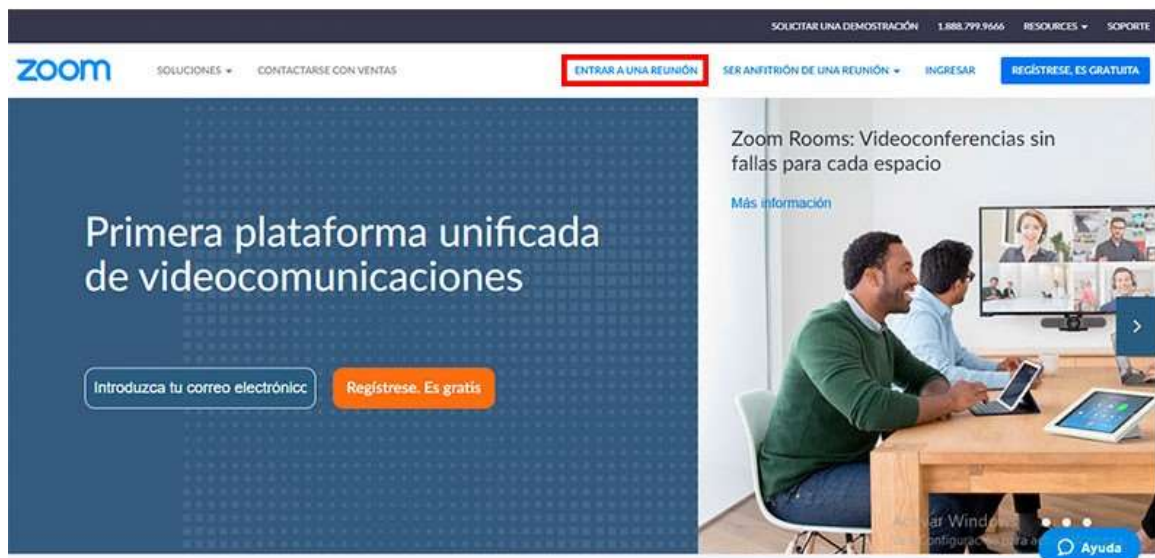 SOLICITAR UNA DEMOSTRACIÓN 1.888.799.9666 RESOURCES SOPORTE
zoom SOLUCIONES CONTACTARSE CON VENTAS ENTRAR A UNA REUNIÓN SER ANFITRIÓN DE UNA REUNIÓN INGRESAR REGÍSTRESE, ES GRATUITA
Zoom Rooms: Videoconferencias sin
fallas para cada espacio
Más información
Primera plataforma unificada
de videocomunicaciones
Introduzca tu correo electrónicc Regístrese. Es gratis
Windows
Ayuda